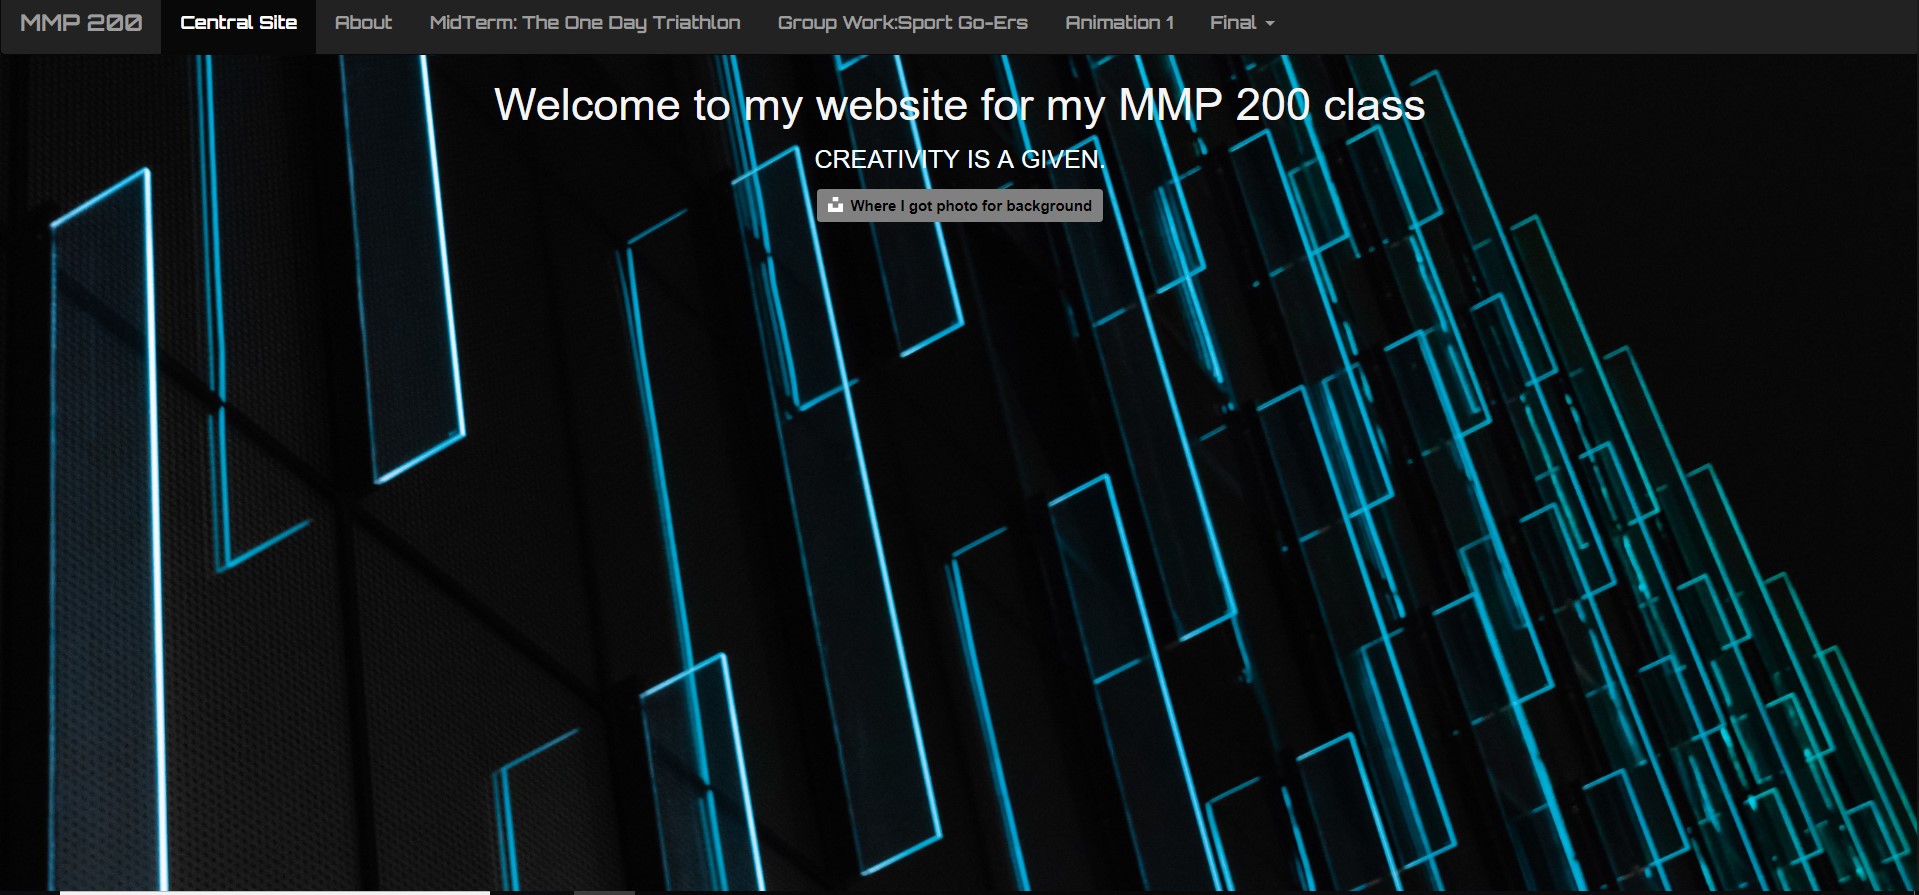 MMP 200 Central Site About MidTerm: The One Day Triathlon Group Work:Sport Go-Ers Animation 1 Final
Welcome to my website for my MMP 200 class
CREATIVITY IS A GIVEN.
Where I got photo for background